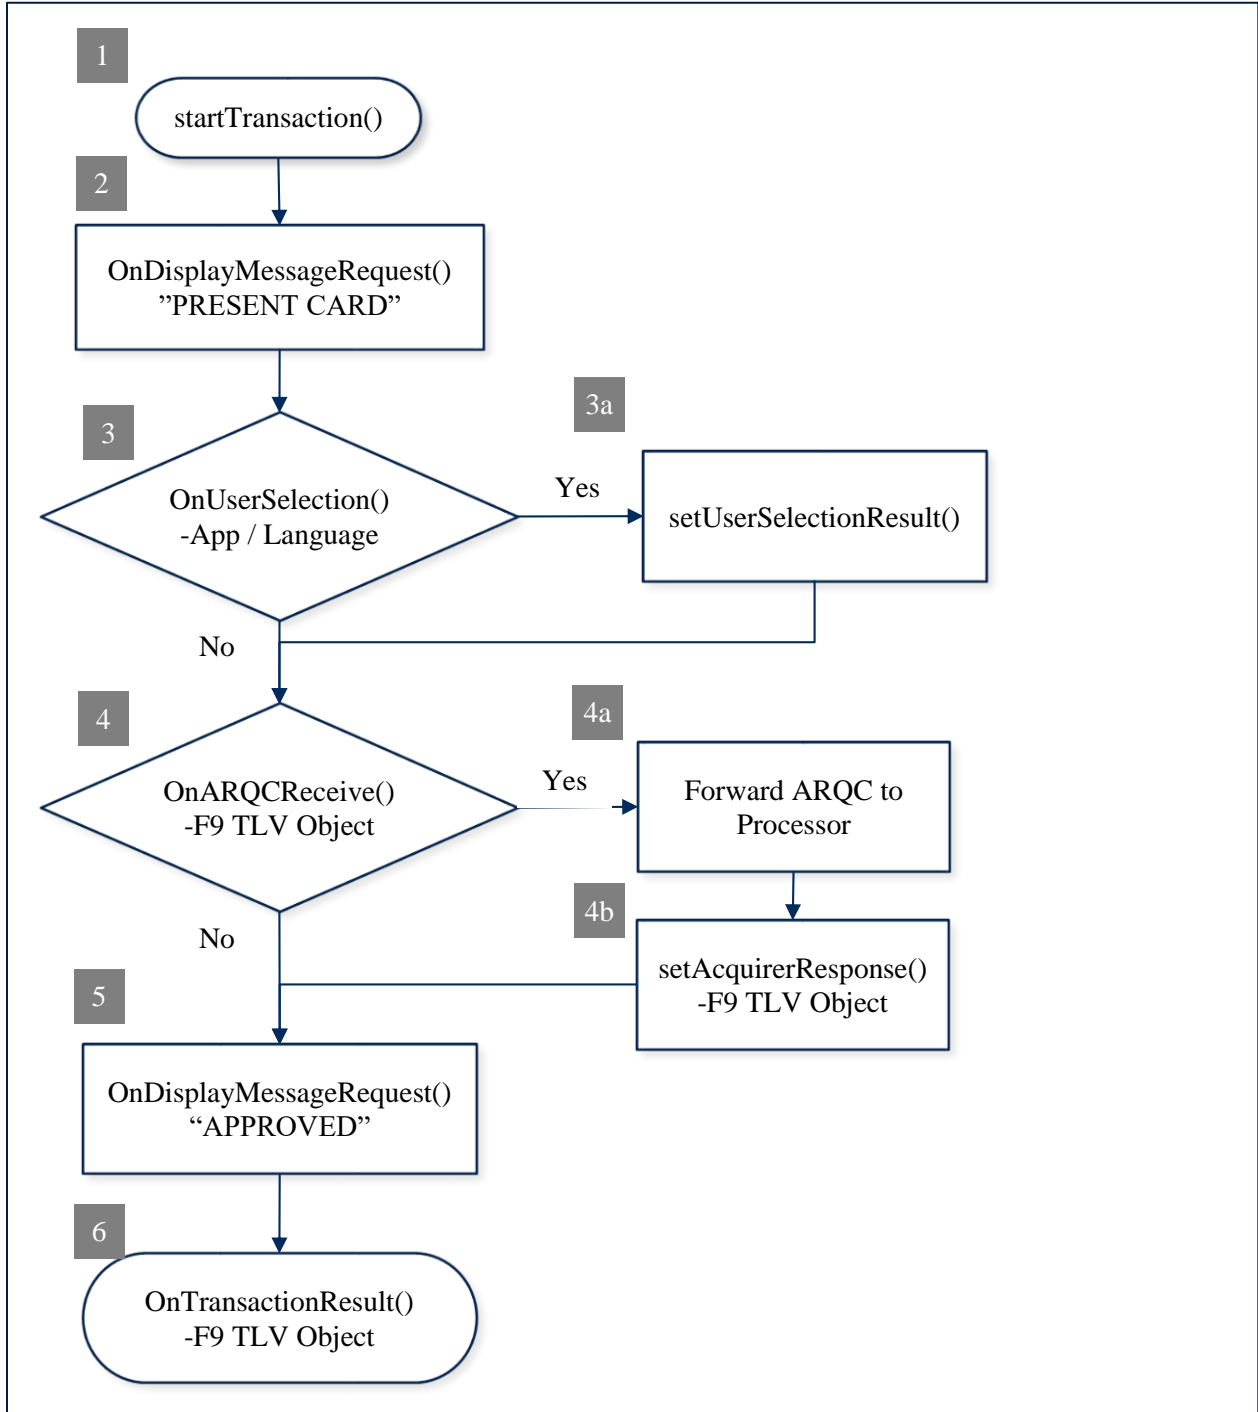 1
startTransaction()
2
OnDisplayMessageRequest()
”PRESENT CARD”
3
OnUserSelection()
-App / Language
Yes
3a
setUserSelectionResult()
No
4
OnARQCReceive()
-F9 TLV Object
Yes
4a
Forward ARQC to
Processor
4b
setAcquirerResponse()
-F9 TLV Object
No
5
OnDisplayMessageRequest()
“APPROVED”
6
OnTransactionResult()
-F9 TLV Object